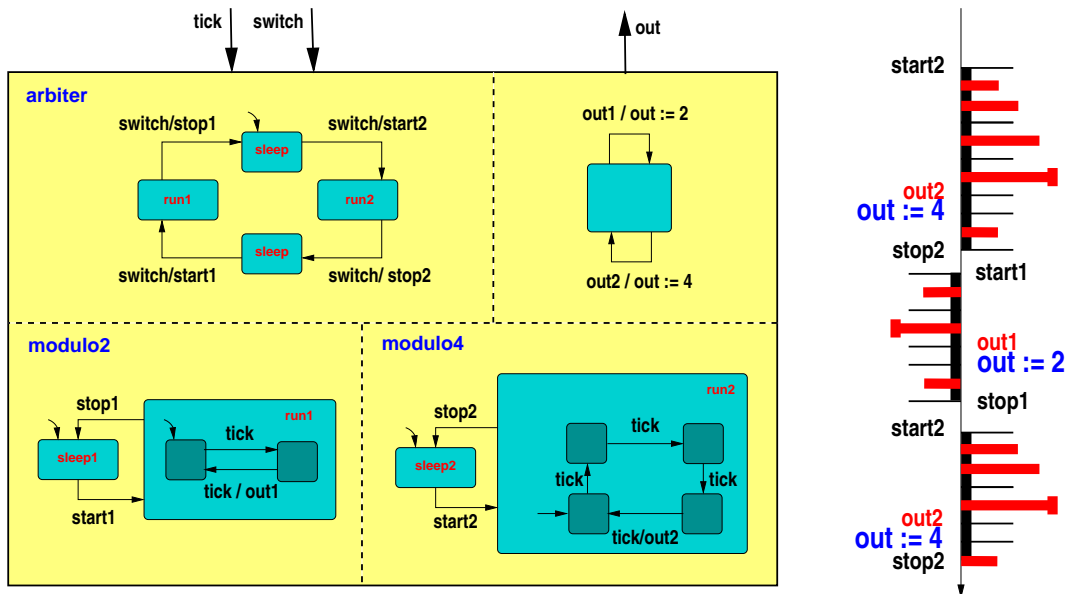 tick
switch
out
arbiter
switch/stop1
switch/start2
sleep
run1
run2
sleep
switch/start1
switch/ stop2
out1 / out := 2
out2 / out := 4
modulo2
stop1
run1
tick
sleep1
tick / out1
start1
modulo4
stop2
run2
tick
sleep2
tick
tick
start2
tick/out2
start2
out2
out := 4
stop2
start1
out1
out := 2
stop1
start2
out2
out := 4
stop2